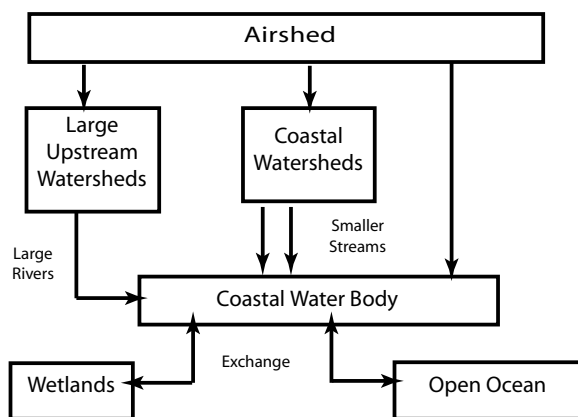 Airshed
Large
Upstream
Watersheds
Coastal
Watersheds
Large
Rivers
Smaller
Streams
Coastal Water Body
Exchange
Wetlands
Open Ocean